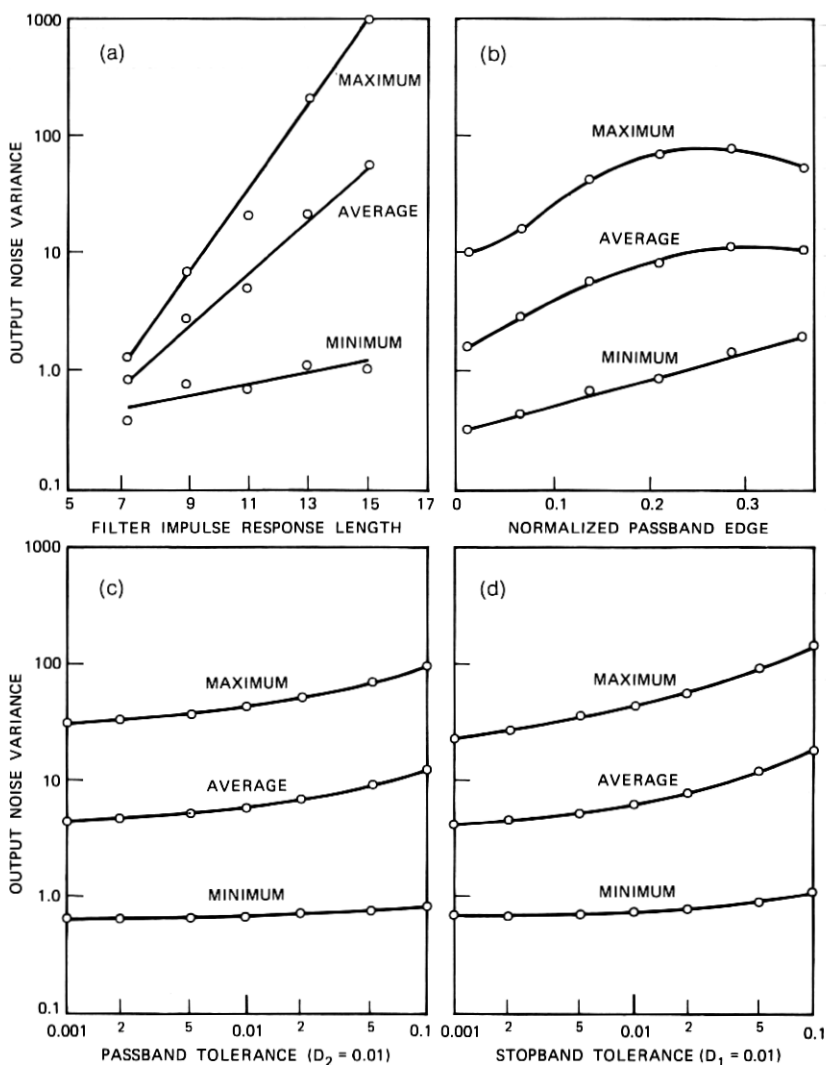 1000
(a)
MAXIMUM
100
AVERAGE
10
MINIMUM
1.0
0.1
5 7 9 11 13 15 17
FILTER IMPULSE RESPONSE LENGTH
OUTPUT NOISE VARIANCE
(b)
MAXIMUM
AVERAGE
MINIMUM
0 0.1 0.2 0.3
NORMALIZED PASSBAND EDGE
1000
(c)
100
MAXIMUM
AVERAGE
10
MINIMUM
1.0
0.1
0.001 2 5 0.01 2 5 0.1
PASSBAND TOLERANCE (D2 = 0.01)
OUTPUT NOISE VARIANCE
(d)
MAXIMUM
AVERAGE
MINIMUM
0.001 2 5 0.01 2 5 0.1
STOPBAND TOLERANCE (D1 = 0.01)